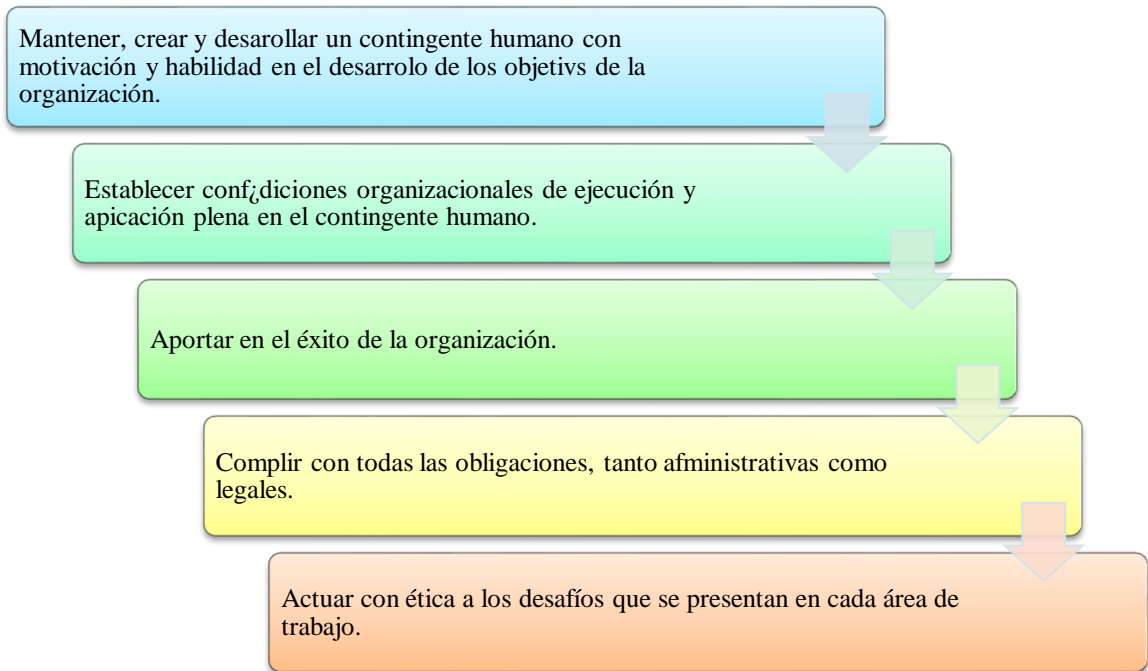 Mantener, crear y desarollar un contingente humano con
motivación y habilidad en el desarrolo de los objetivs de la
organización.
Establecer conf¿diciones organizacionales de ejecución y
apicación plena en el contingente humano.
Aportar en el éxito de la organización.
Complir con todas las obligaciones, tanto afministrativas como
legales.
Actuar con ética a los desafíos que se presentan en cada área de
trabajo.